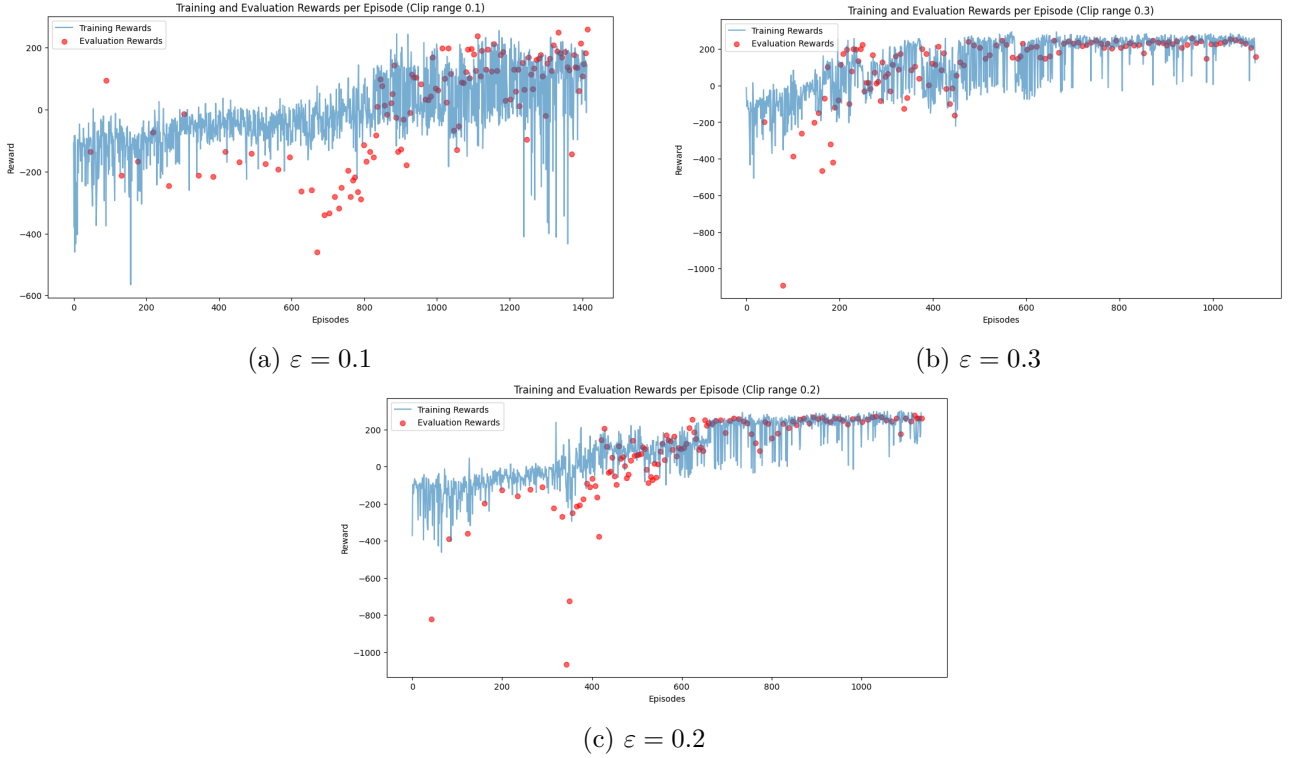 Training and Evaluation Rewards per Episode (Clip range 0.1)
Training Rewards
Evaluation Rewards
200
0
−200
−400
−600
Reward
0
200
400
600
800
1000
1200
1400
Episodes
(a) ε = 0.1
Training and Evaluation Rewards per Episode (Clip range 0.3)
Training Rewards
Evaluation Rewards
200
0
−200
−400
−600
−800
−1000
Reward
0
200
400
600
800
1000
Episodes
(b) ε = 0.3
Training and Evaluation Rewards per Episode (Clip range 0.2)
Training Rewards
Evaluation Rewards
200
0
−200
−400
−600
−800
−1000
Reward
0
200
400
600
800
1000
Episodes
(c) ε = 0.2